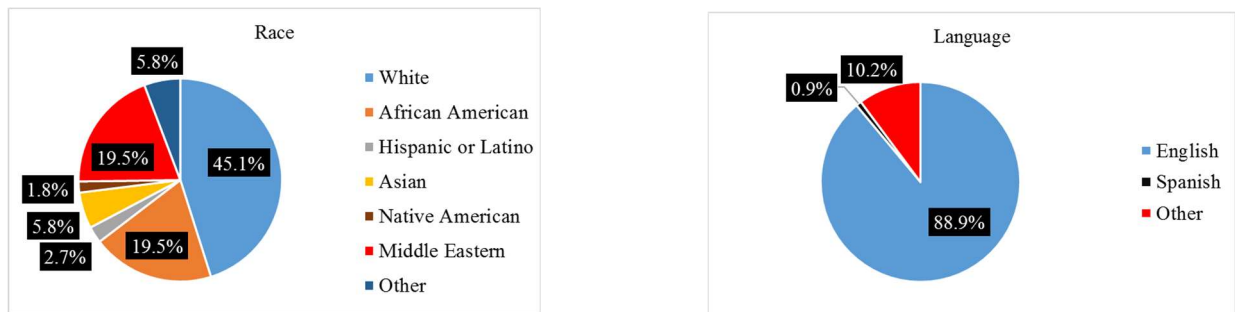 Race
5.8%
45.1%
19.5%
1.8%
5.8%
2.7%
19.5%
White
African American
Hispanic or Latino
Asian
Native American
Middle Eastern
Other
Language
10.2%
0.9%
88.9%
English
Spanish
Other